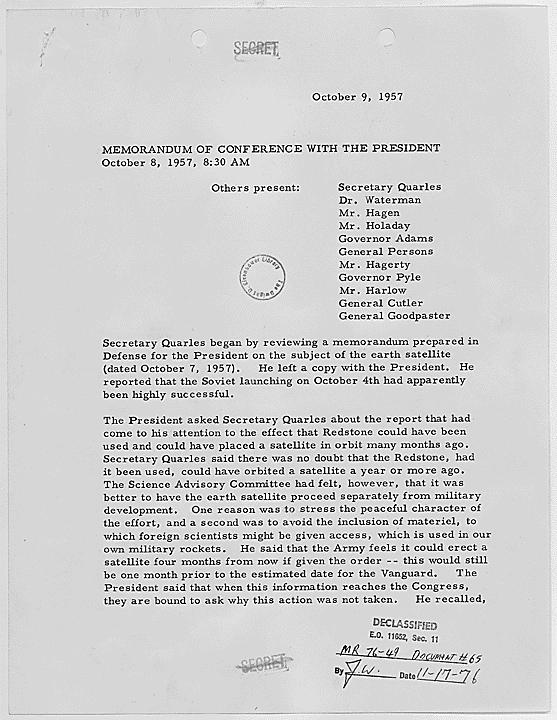 SECRET
October 9, 1957
MEMORANDUM OF CONFERENCE WITH THE PRESIDENT
October 8, 1957, 8:30 AM
Others present: Secretary Quarles
Dr. Waterman
Mr. Hagen
Mr. Holaday
Governor Adams
General Persons
Mr. Hagerty
Governor Pyle
Mr. Harlow
General Cutler
General Goodpaster
The Dwight D. Eisenhower Library
Secretary Quarles began by reviewing a memorandum prepared in
Defense for the President on the subject of the earth satellite
(dated October 7, 1957). He left a copy with the President. He
reported that the Soviet launching on October 4th had apparently
been highly successful.
The President asked Secretary Quarles about the report that had
come to his attention to the effect that Redstone could have been
used and could have placed a satellite in orbit many months ago.
Secretary Quarles said there was no doubt that the Redstone, had
it been used, could have orbited a satellite a year or more ago.
The Science Advisory Committee had felt, however, that it was
better to have the earth satellite proceed separately from military
development. One reason was to stress the peaceful character of
the effort, and a second was to avoid the inclusion of materiel, to
which foreign scientists might be given access, which is used in our
own military rockets. He said that the Army feels it could erect a
satellite four months from now if given the order -- this would still
be one month prior to the estimated date for the Vanguard. The
President said that when this information reaches the Congress,
they are bound to ask why this action was not taken. He recalled,
DECLASSIFIED
E.O. 11652, Sec. 11
MR 76-49 Document #65
By J.W. Date 11-17-76
SECRET